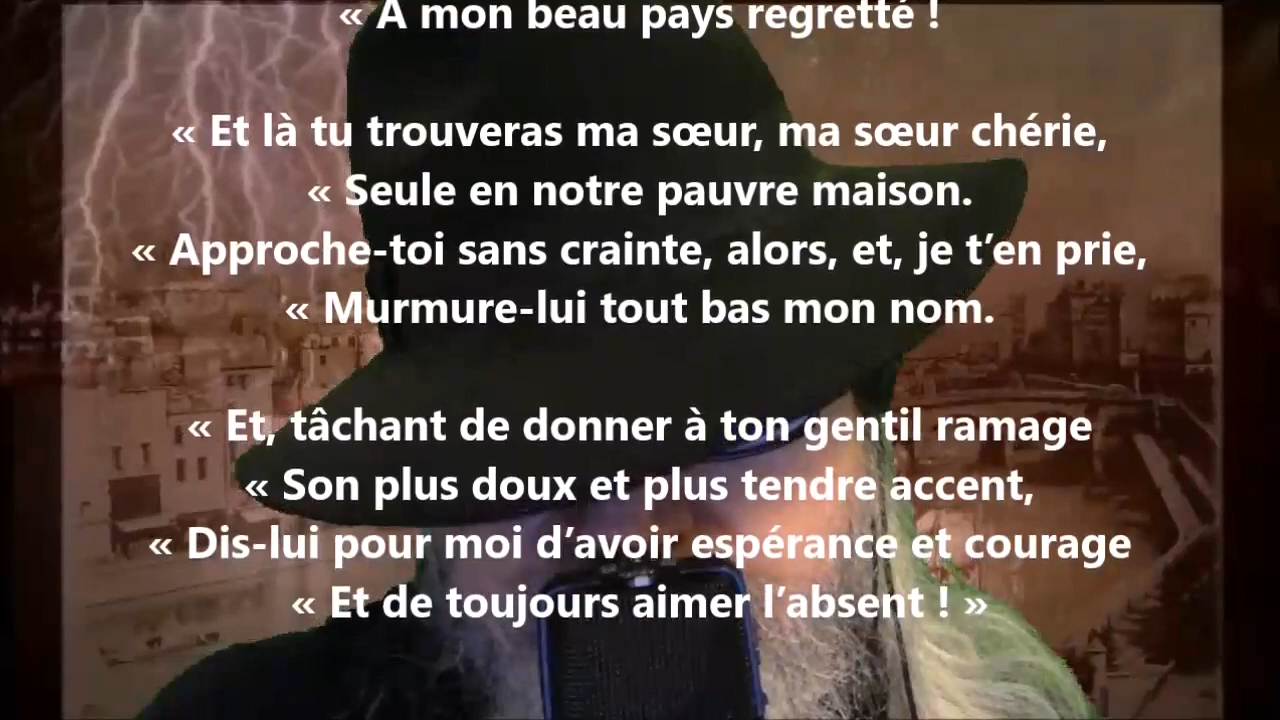 « A mon beau pays regretté !
« Et là tu trouveras ma sœur, ma sœur chérie,
« Seule en notre pauvre maison.
« Approche-toi sans crainte, alors, et, je t’en prie,
« Murmure-lui tout bas mon nom.
« Et, tâchant de donner à ton gentil ramage
« Son plus doux et plus tendre accent,
« Dis-lui pour moi d’avoir espérance et courage
« Et de toujours aimer l’absent ! »